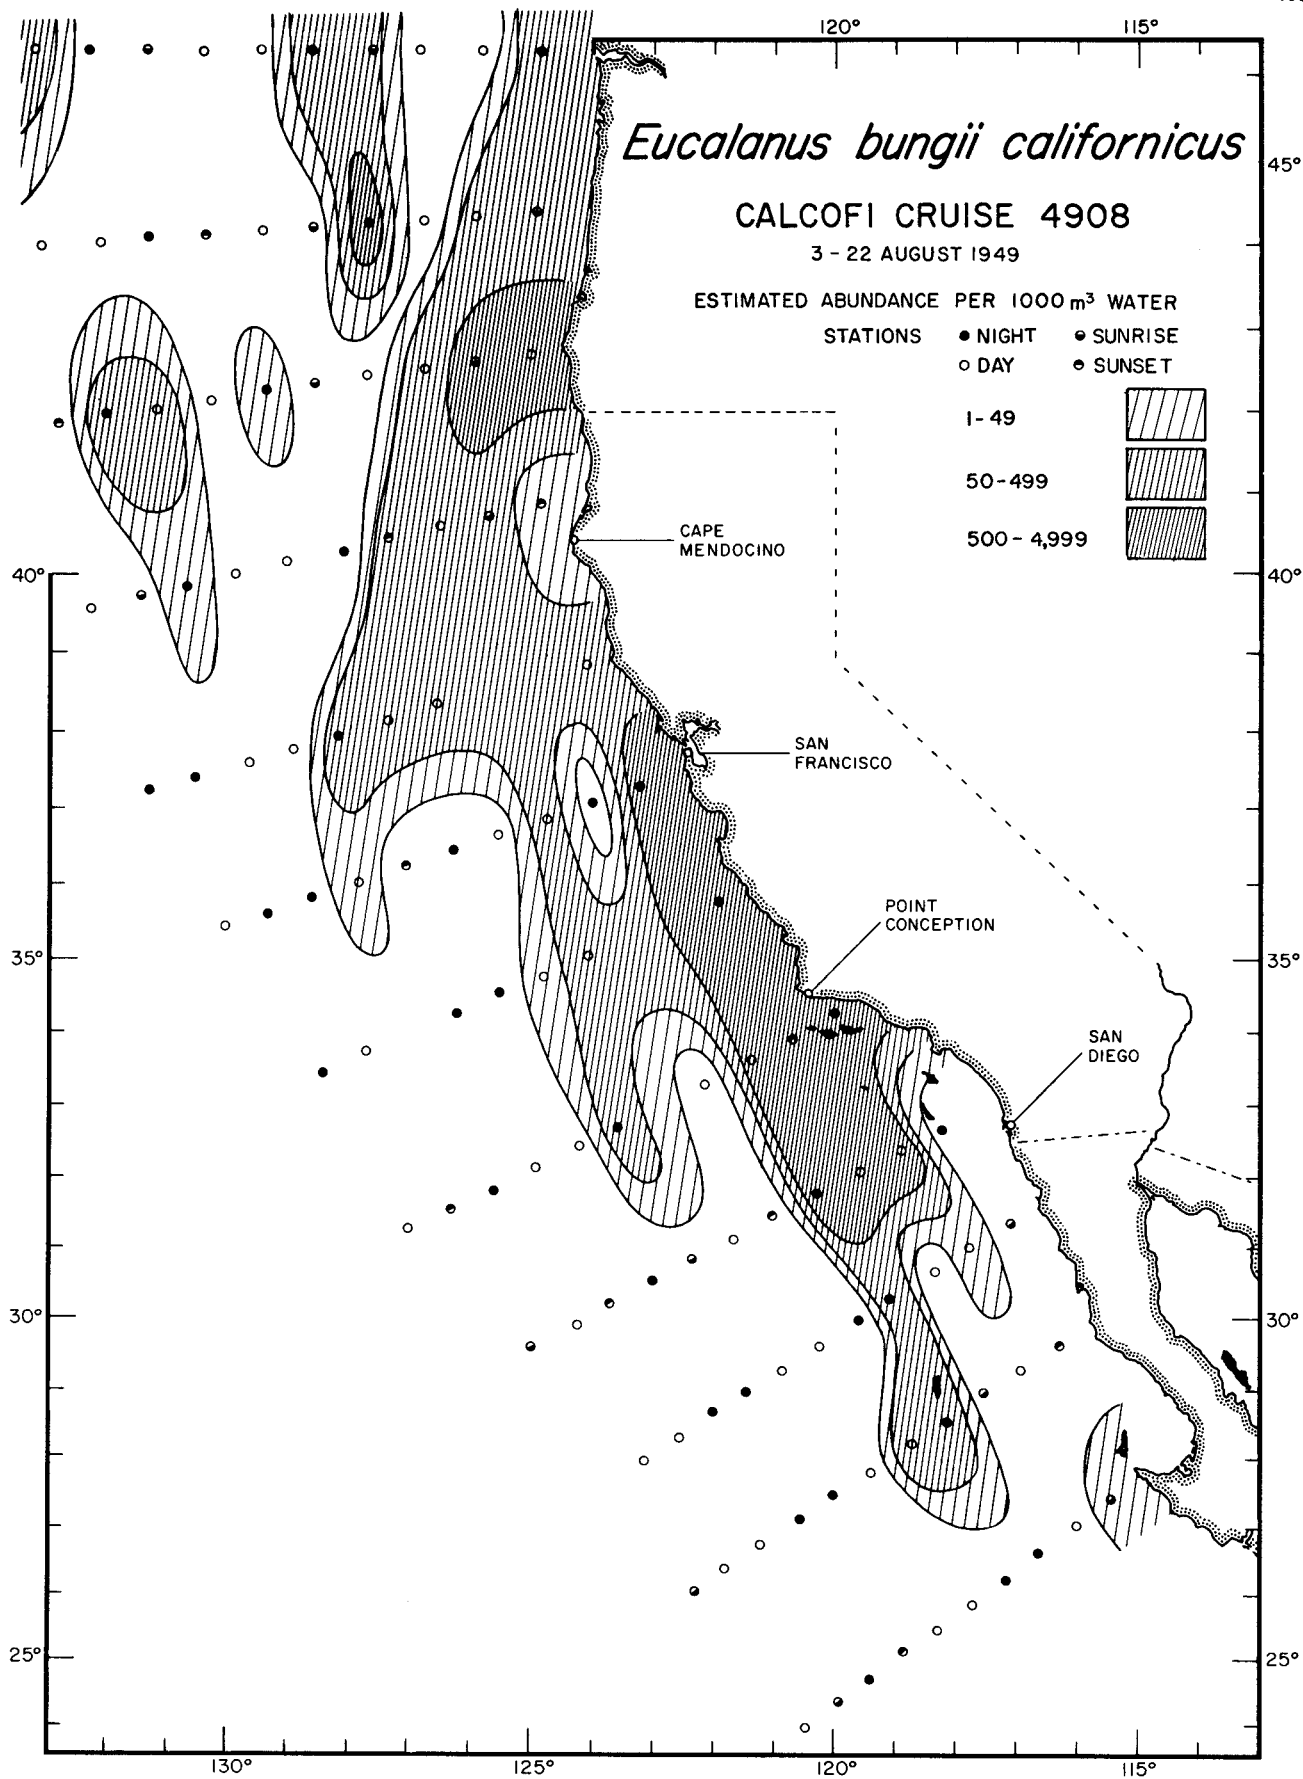 120° 115°
Eucalanus bungii californicus
45°
CALCOFI CRUISE 4908
3-22 AUGUST 1949
ESTIMATED ABUNDANCE PER 1000 m³ WATER
STATIONS ● NIGHT SUNRISE
○ DAY SUNSET
1-49
50-499
500-4,999
CAPE
MENDOCINO
40° 40°
SAN
FRANCISCO
POINT
CONCEPTION
35° 35°
SAN
DIEGO
30° 30°
25° 25°
130° 125° 120° 115°